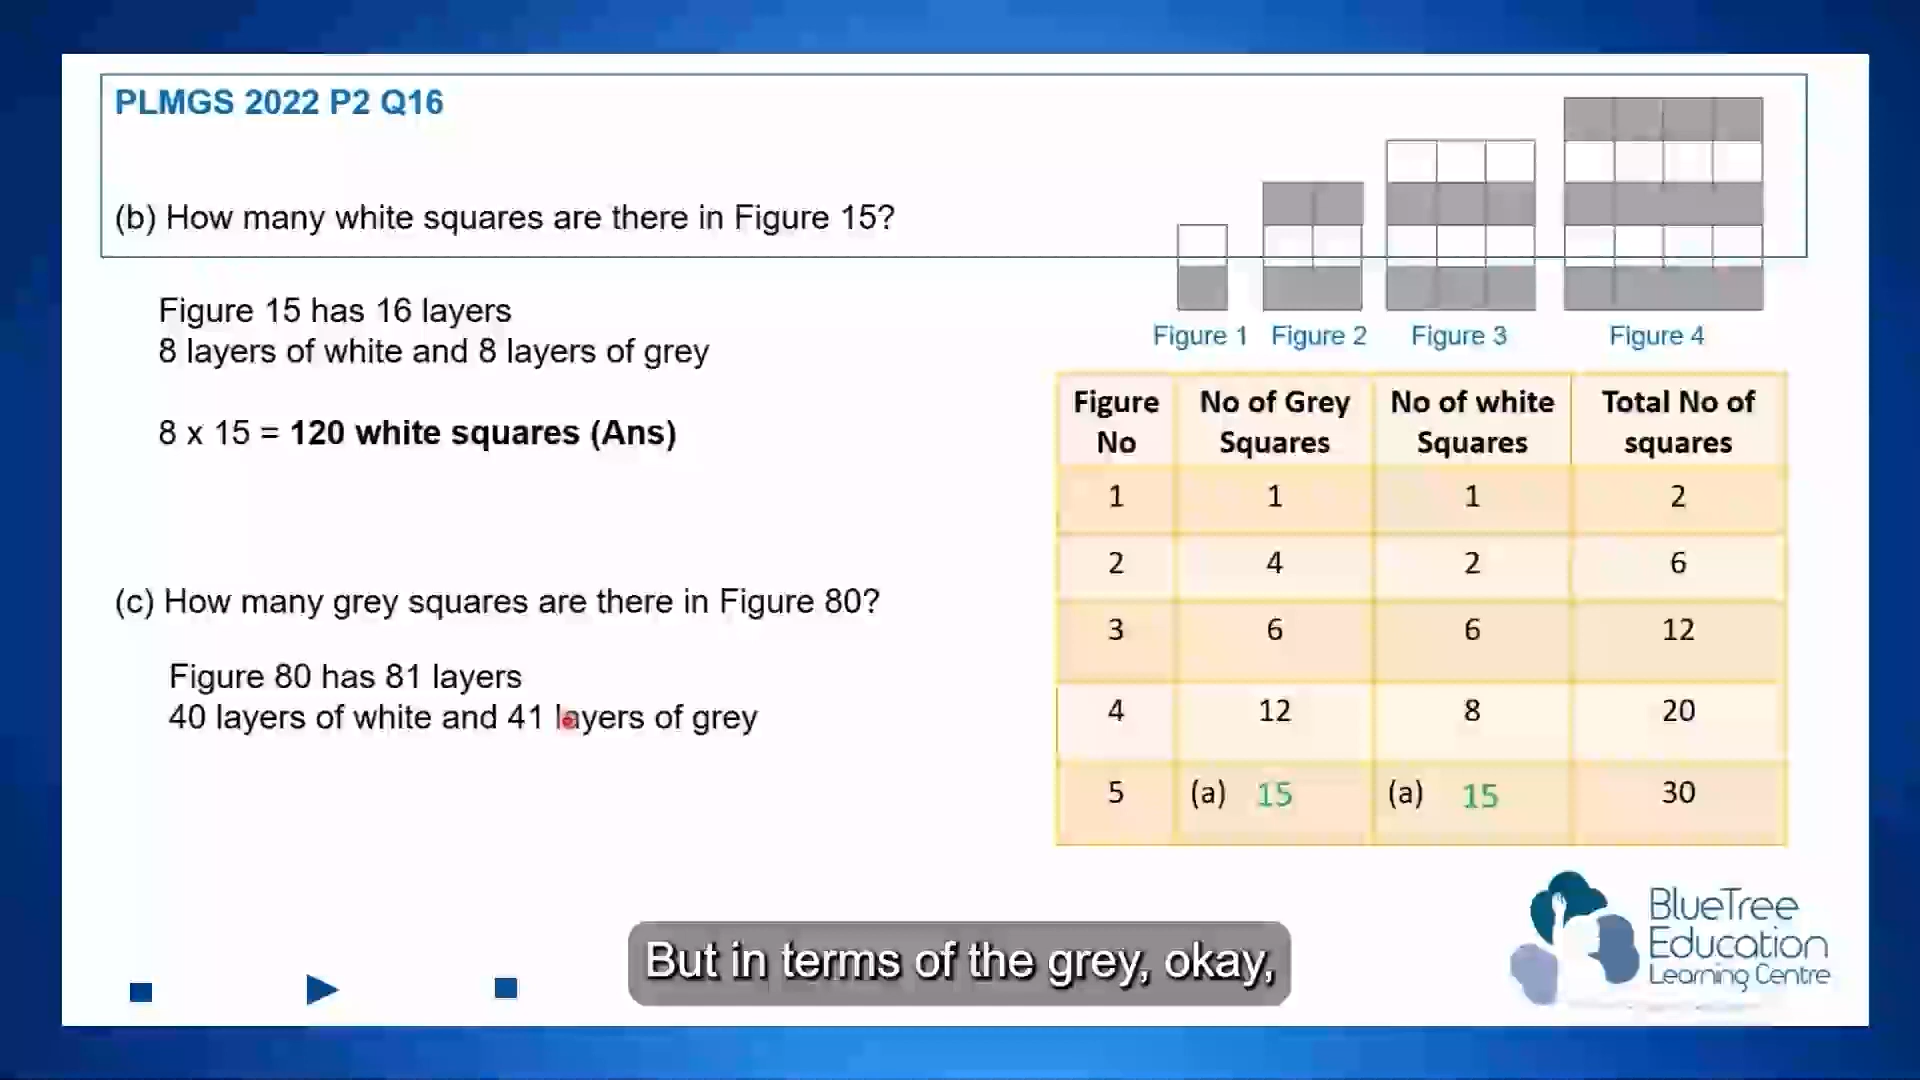 PLMGS 2022 P2 Q16
(b) How many white squares are there in Figure 15?
Figure 15 has 16 layers
8 layers of white and 8 layers of grey
8 x 15 = 120 white squares (Ans)
(c) How many grey squares are there in Figure 80?
Figure 80 has 81 layers
40 layers of white and 41 layers of grey
Figure 1 Figure 2 Figure 3 Figure 4
Figure No No of Grey Squares No of white Squares Total No of squares
1 1 1 2
2 4 2 6
3 6 6 12
4 12 8 20
5 (a) 15 (a) 15 30
But in terms of the grey, okay,
BlueTree
Education
Learning Centre